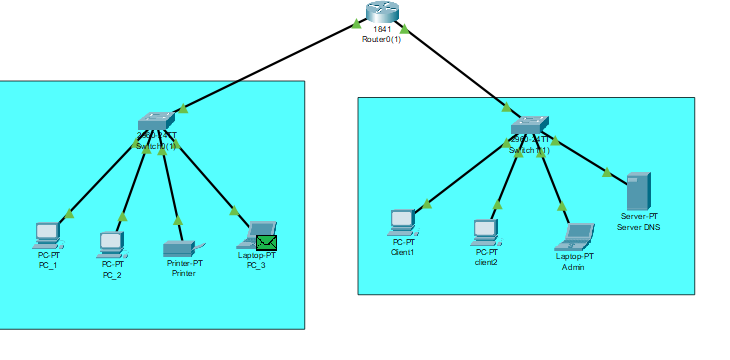 1841
Router0(1)
2960-24TT
Switch0(1)
2960-24TT
Switch1(1)
PC-PT
PC_1
PC-PT
PC_2
Printer-PT
Printer
Laptop-PT
PC_3
PC-PT
Client1
PC-PT
client2
Laptop-PT
Admin
Server-PT
Server DNS